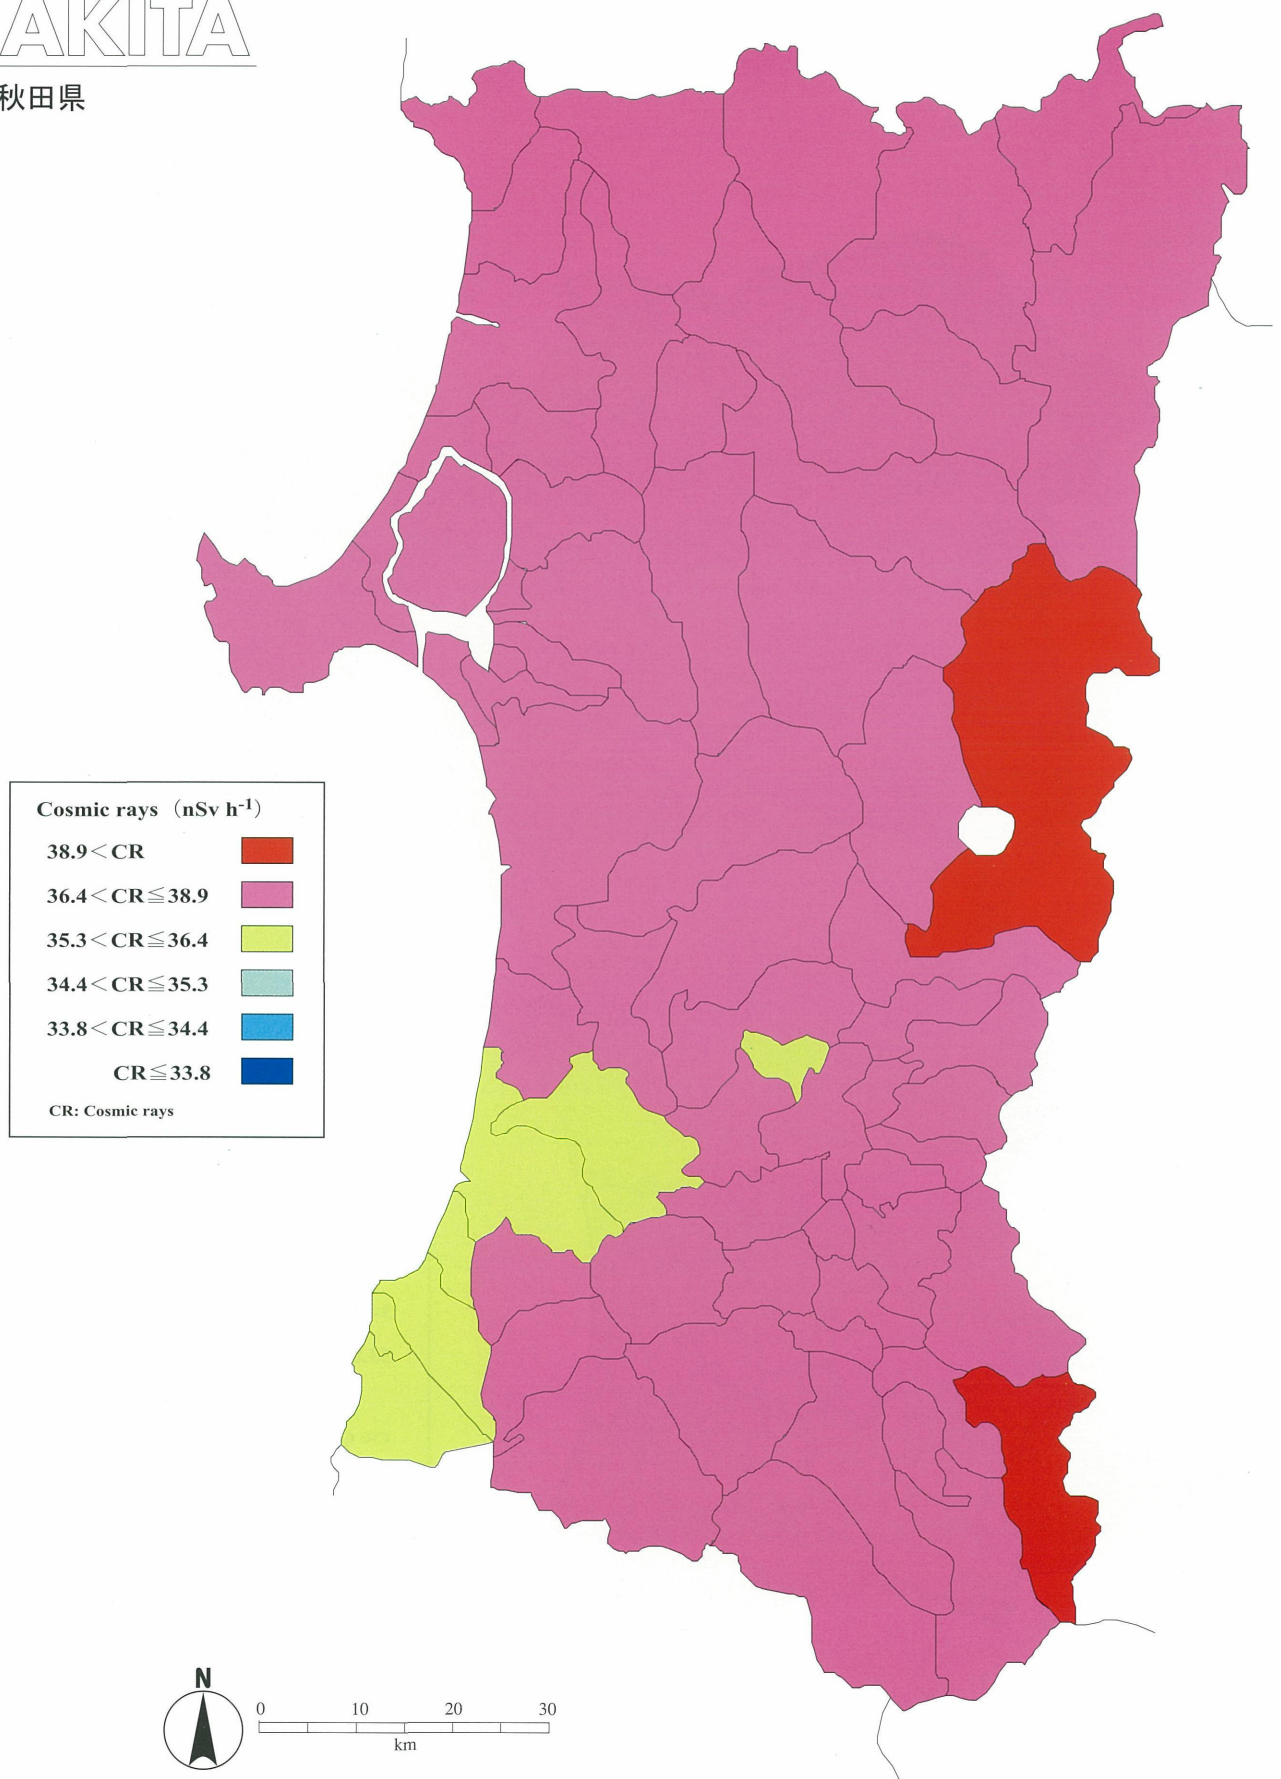 AKITA
秋田県
Cosmic rays (nSv h-1)
38.9＜CR
36.4＜CR≦38.9
35.3＜CR≦36.4
34.4＜CR≦35.3
33.8＜CR≦34.4
CR≦33.8
CR: Cosmic rays
N
0 10 20 30
km